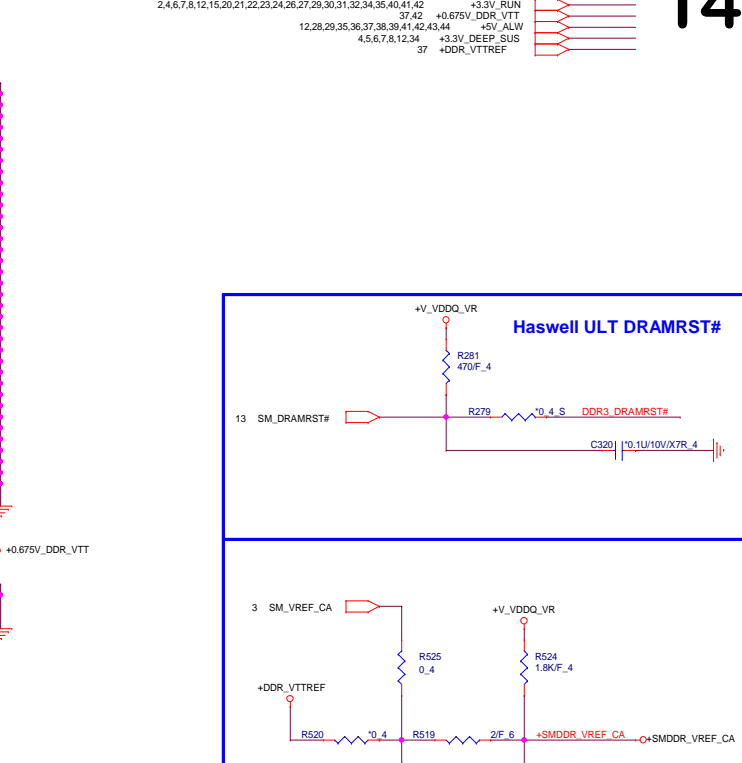 14
2,4,6,7,8,12,15,20,21,22,23,24,26,27,29,30,31,32,34,35,40,41,42 +3.3V_RUN
37,42 +0.675V_DDR_VTT
12,28,29,35,36,37,38,39,41,42,43,44 +5V_ALW
4,5,6,7,8,12,34 +3.3V_DEEP_SUS
37 +DDR_VTTREF
+V_VDDQ_VR
Haswell ULT DRAMRST#
R281
470/F_4
13 SM_DRAMRST#
R279 *0_4_S DDR3_DRAMRST#
C320 *0.1U/10V/X7R_4
+0.675V_DDR_VTT
3 SM_VREF_CA
+V_VDDQ_VR
R525
0_4
R524
1.8K/F_4
+DDR_VTTREF
R520 *0_4 R519 2/F_6 +SMDDR_VREF_CA +SMDDR_VREF_CA